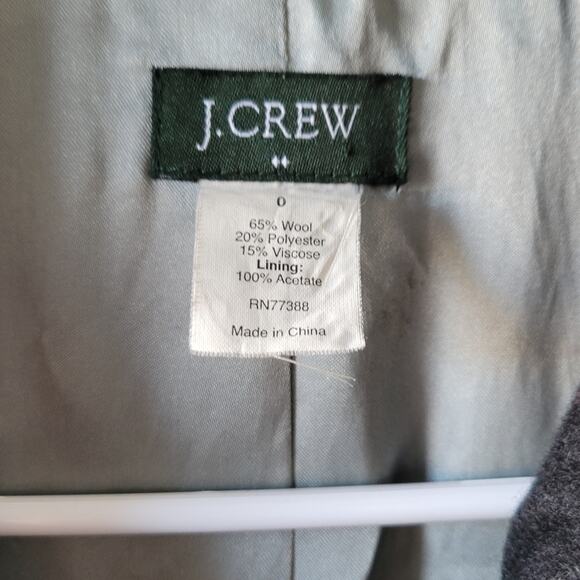 J.CREW
0
65% Wool
20% Polyester
15% Viscose
Lining:
100% Acetate
RN77388
Made in China